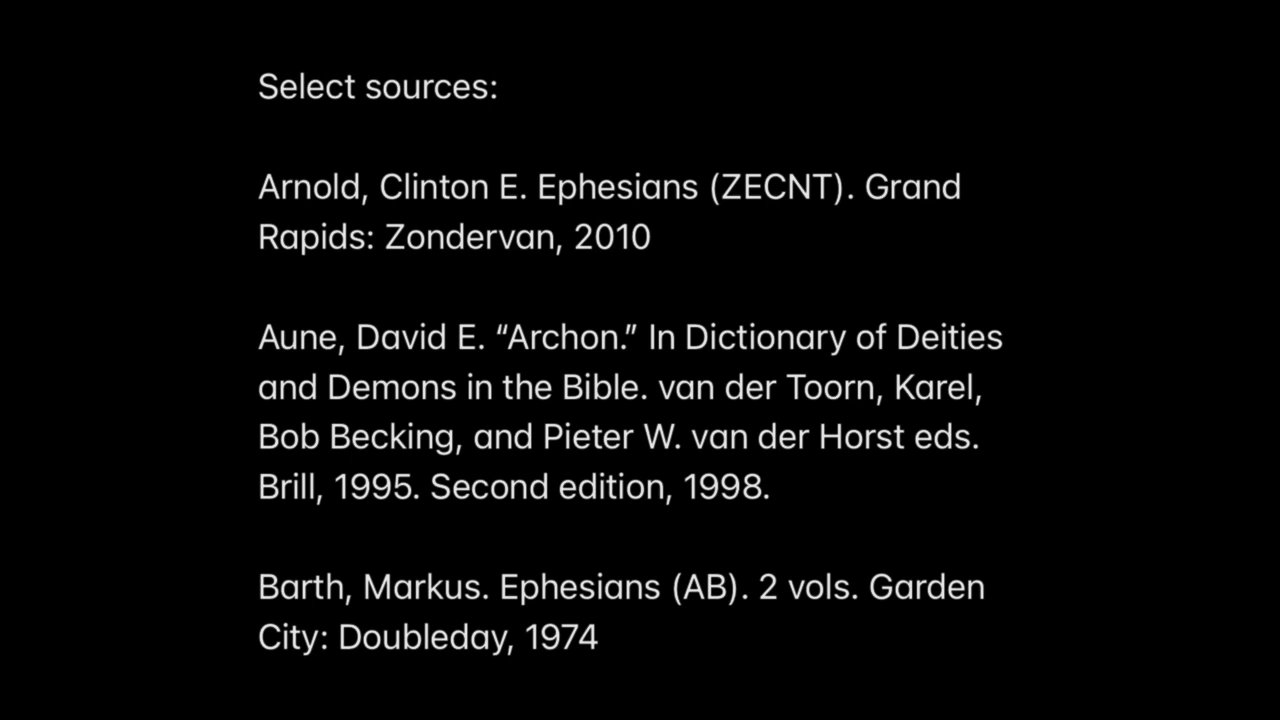 Select sources:
Arnold, Clinton E. Ephesians (ZECNT). Grand
Rapids: Zondervan, 2010
Aune, David E. “Archon.” In Dictionary of Deities
and Demons in the Bible. van der Toorn, Karel,
Bob Becking, and Pieter W. van der Horst eds.
Brill, 1995. Second edition, 1998.
Barth, Markus. Ephesians (AB). 2 vols. Garden
City: Doubleday, 1974